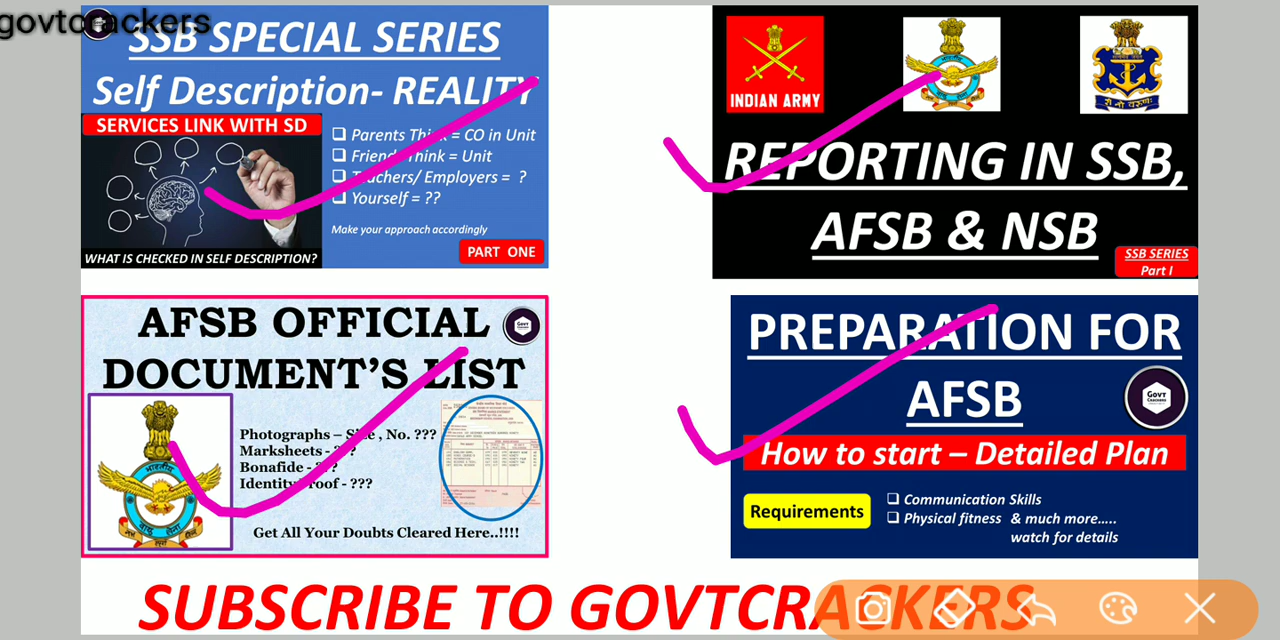 govtcrackers
SSB SPECIAL SERIES
Self Description- REALITY
SERVICES LINK WITH SD
Parents Think = CO in Unit
Friends Think = Unit
Teachers/ Employers = ?
Yourself = ??
Make your approach accordingly
WHAT IS CHECKED IN SELF DESCRIPTION?
PART ONE
INDIAN ARMY
REPORTING IN SSB,
AFSB & NSB
SSB SERIES
Part I
AFSB OFFICIAL
DOCUMENT'S LIST
Photographs – Size , No. ???
Marksheets - ???
Bonafide - ???
Identity Proof - ???
Get All Your Doubts Cleared Here..!!!!
PREPARATION FOR
AFSB
GOVT
CRACKERS
How to start – Detailed Plan
Requirements
Communication Skills
Physical fitness & much more.....
watch for details
SUBSCRIBE TO GOVTCRACKERS